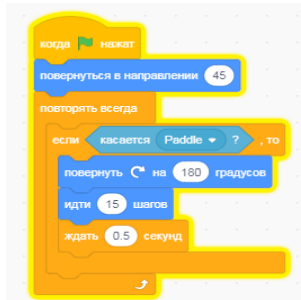 когда нажат
повернуться в направлении 45
повторять всегда
если касается Paddle ? , то
повернуть на 180 градусов
идти 15 шагов
ждать 0.5 секунд